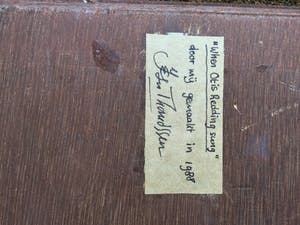 "When Otis Redding sung"
door mij gemaakt in 1988